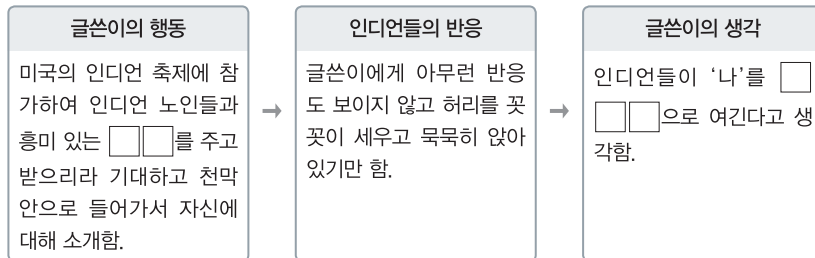 글쓴이의 행동
미국의 인디언 축제에 참
가하여 인디언 노인들과
흥미 있는 □□를 주고
받으리라 기대하고 천막
안으로 들어가서 자신에
대해 소개함.
→
인디언들의 반응
글쓴이에게 아무런 반응
도 보이지 않고 허리를 꼿
꼿이 세우고 묵묵히 앉아
있기만 함.
→
글쓴이의 생각
인디언들이 ‘나’를 □
□□으로 여긴다고 생
각함.